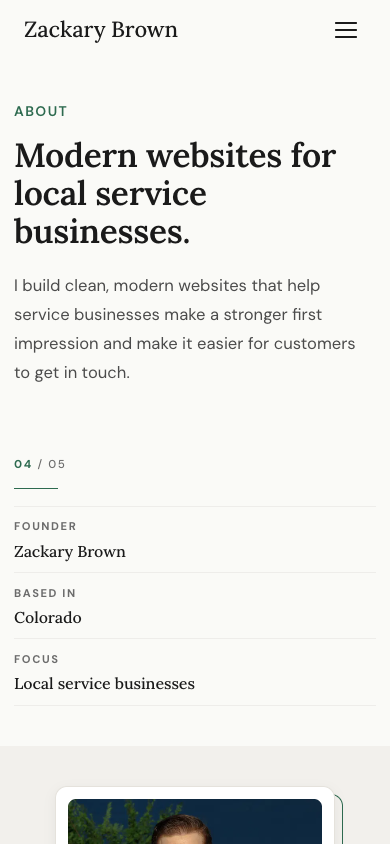 Zackary Brown
ABOUT
Modern websites for
local service
businesses.
I build clean, modern websites that help
service businesses make a stronger first
impression and make it easier for customers
to get in touch.
04 / 05
FOUNDER
Zackary Brown
BASED IN
Colorado
FOCUS
Local service businesses